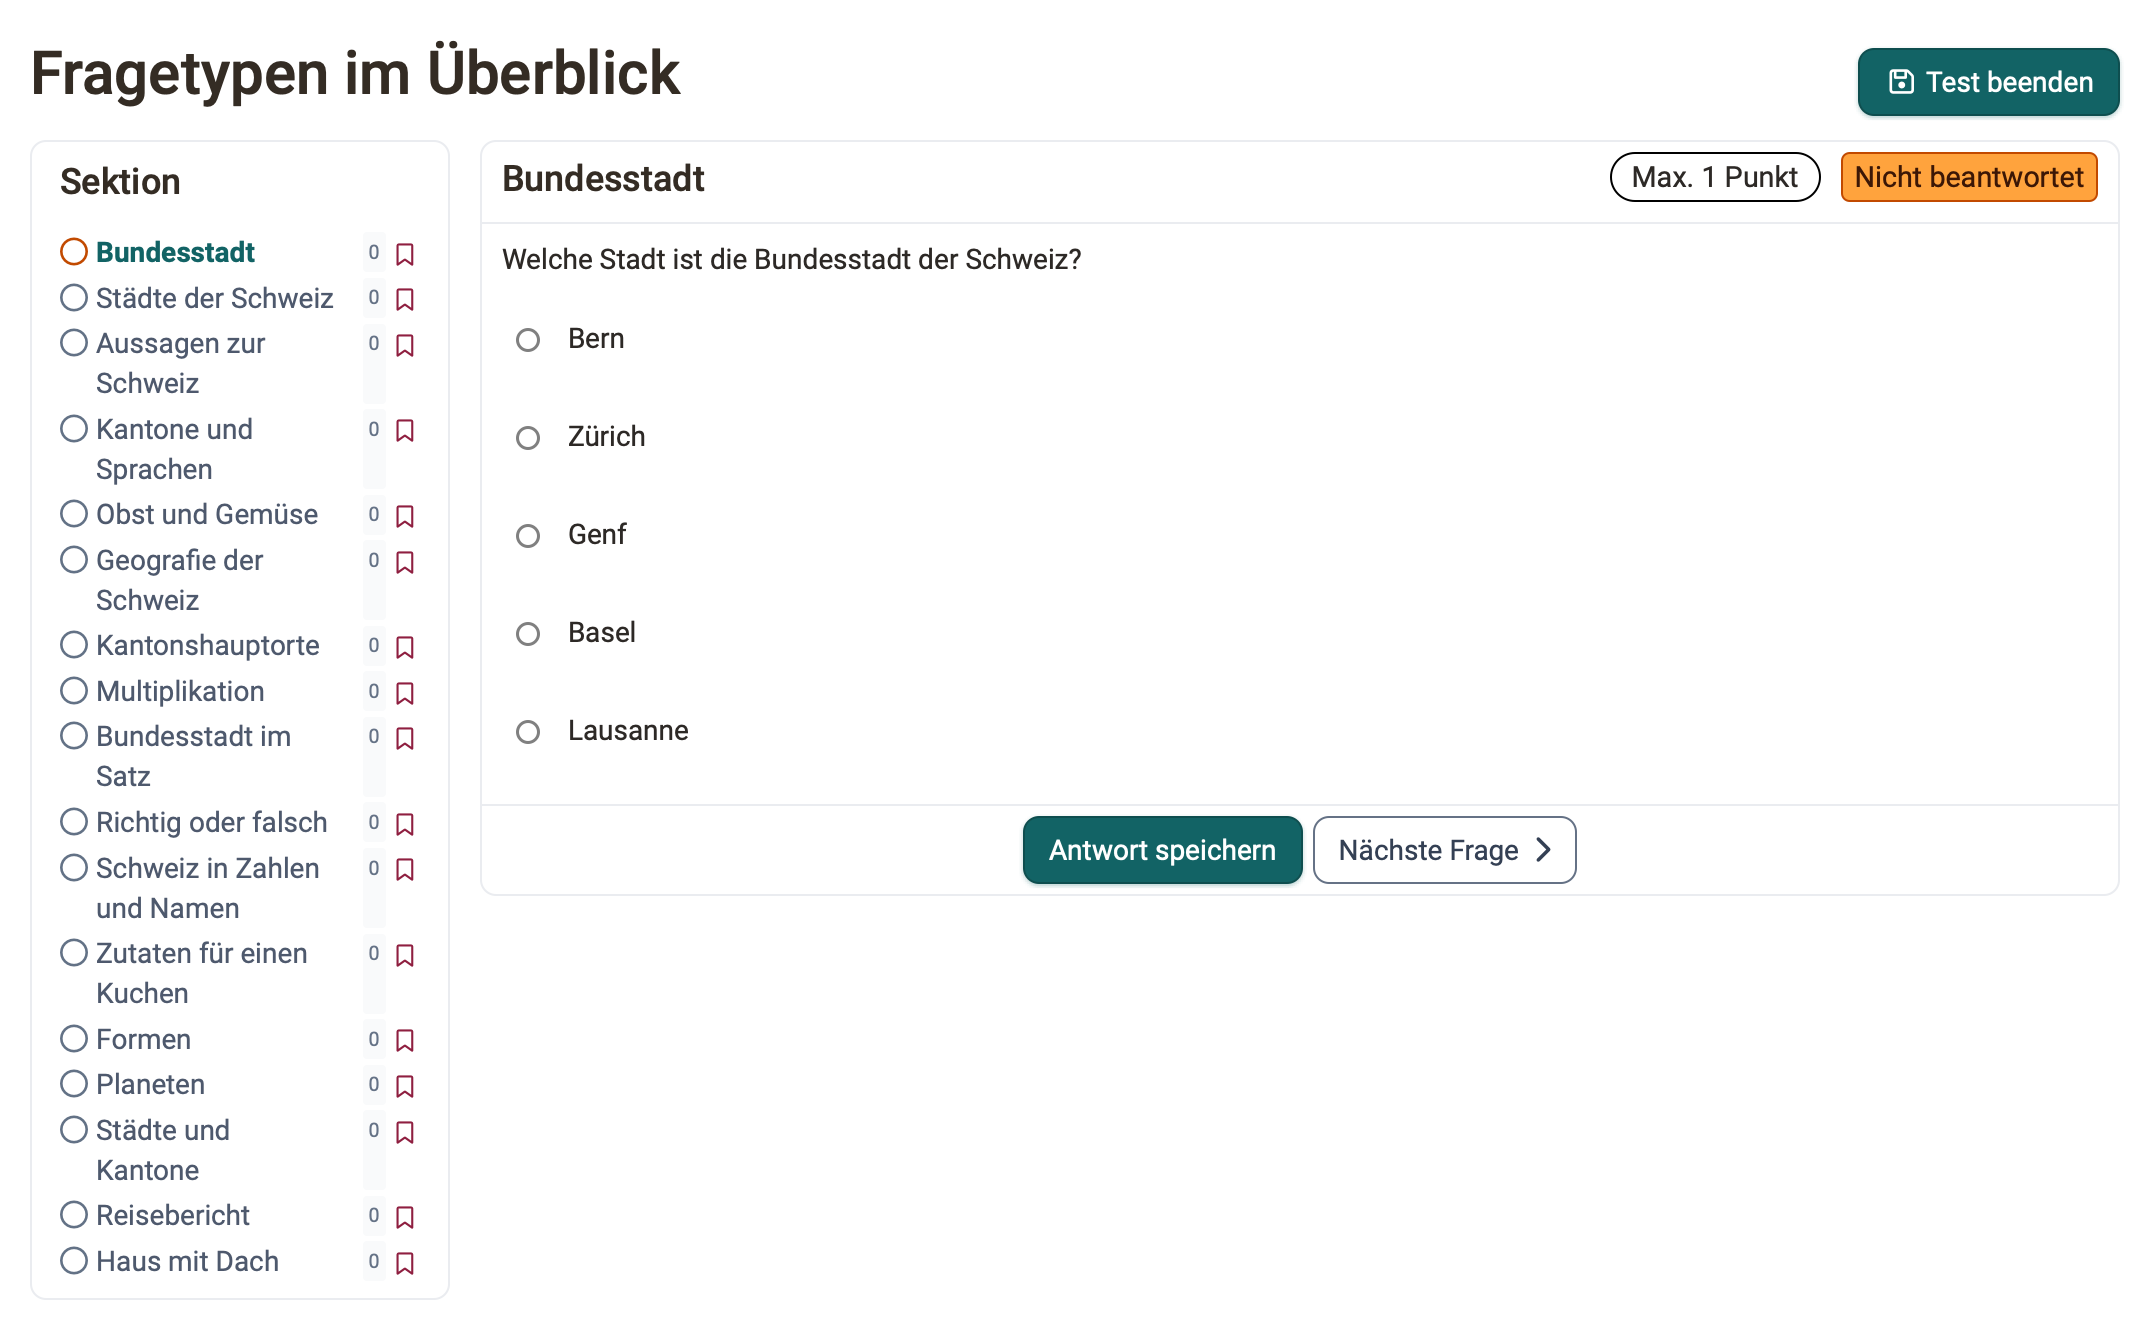 Fragetypen im Überblick
Test beenden
Sektion
Bundesstadt 0
Städte der Schweiz 0
Aussagen zur 0
Schweiz
Kantone und 0
Sprachen
Obst und Gemüse 0
Geografie der 0
Schweiz
Kantonshauptorte 0
Multiplikation 0
Bundesstadt im 0
Satz
Richtig oder falsch 0
Schweiz in Zahlen 0
und Namen
Zutaten für einen 0
Kuchen
Formen 0
Planeten 0
Städte und 0
Kantone
Reisebericht 0
Haus mit Dach 0
Bundesstadt
Max. 1 Punkt
Nicht beantwortet
Welche Stadt ist die Bundesstadt der Schweiz?
Bern
Zürich
Genf
Basel
Lausanne
Antwort speichern
Nächste Frage